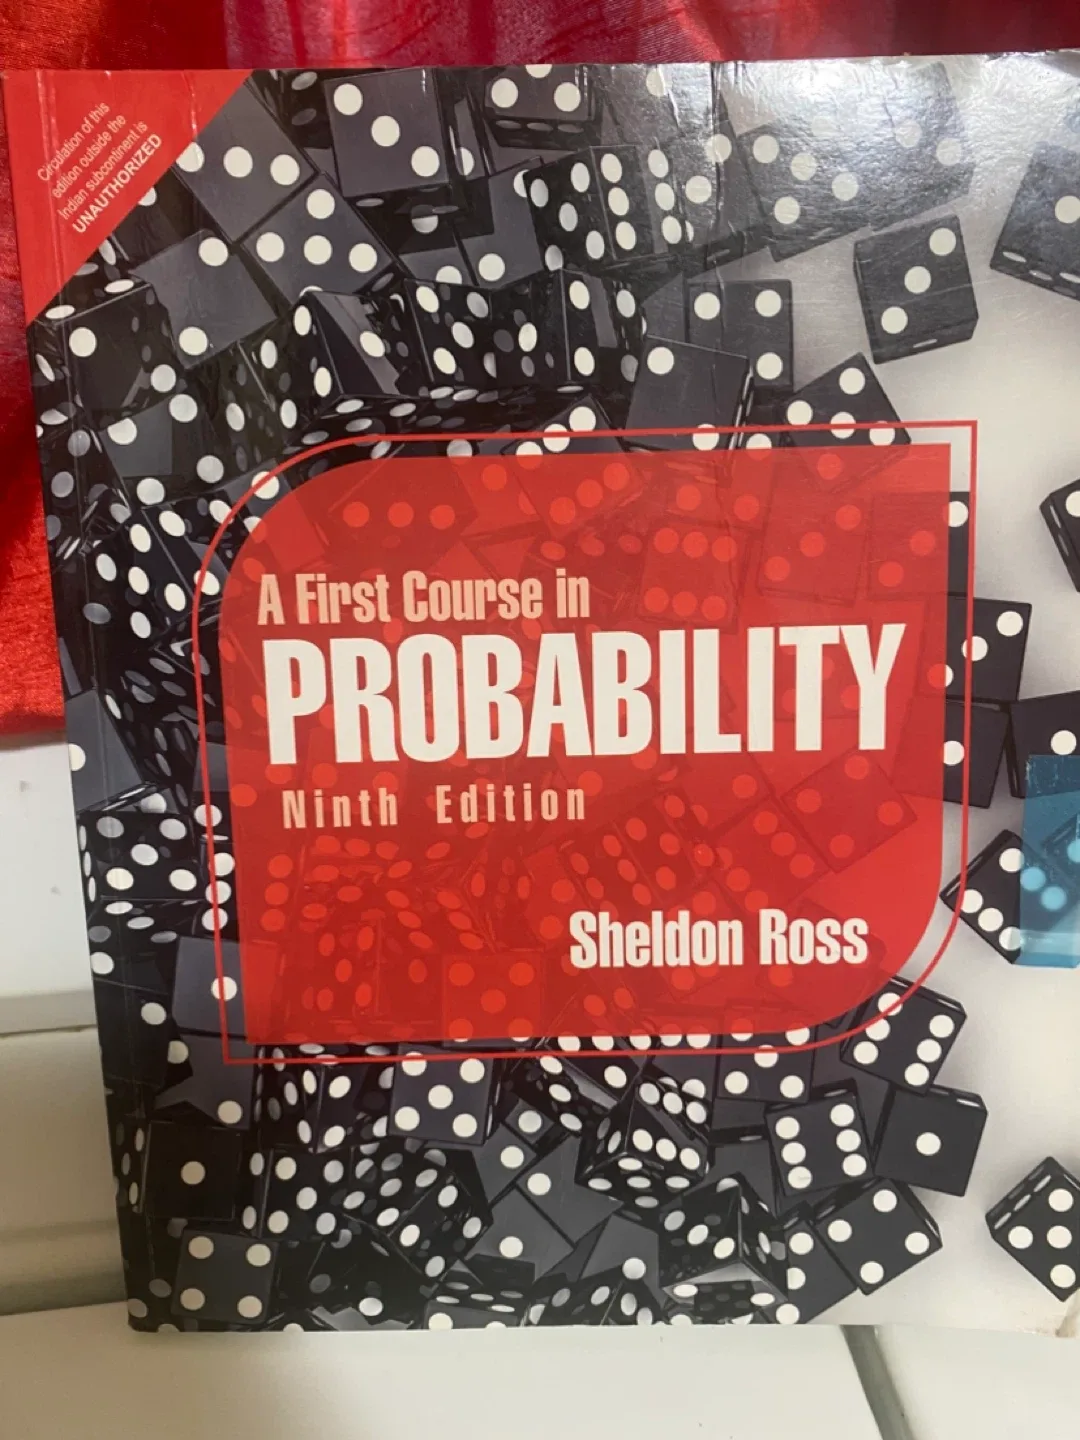 Circulation of this
edition outside the
Indian subcontinent is
UNAUTHORIZED
A First Course in
PROBABILITY
Ninth Edition
Sheldon Ross